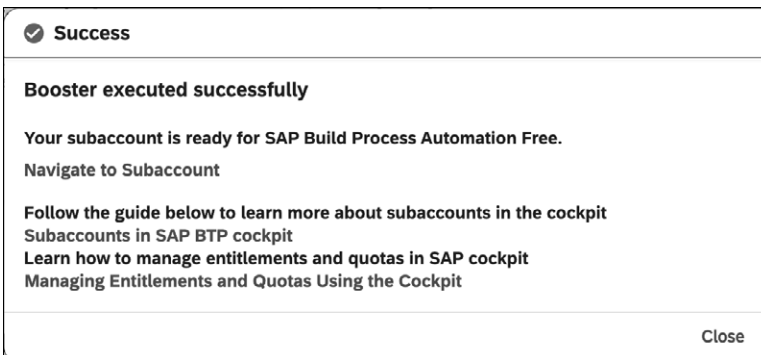 Success
Booster executed successfully
Your subaccount is ready for SAP Build Process Automation Free.
Navigate to Subaccount
Follow the guide below to learn more about subaccounts in the cockpit
Subaccounts in SAP BTP cockpit
Learn how to manage entitlements and quotas in SAP cockpit
Managing Entitlements and Quotas Using the Cockpit
Close